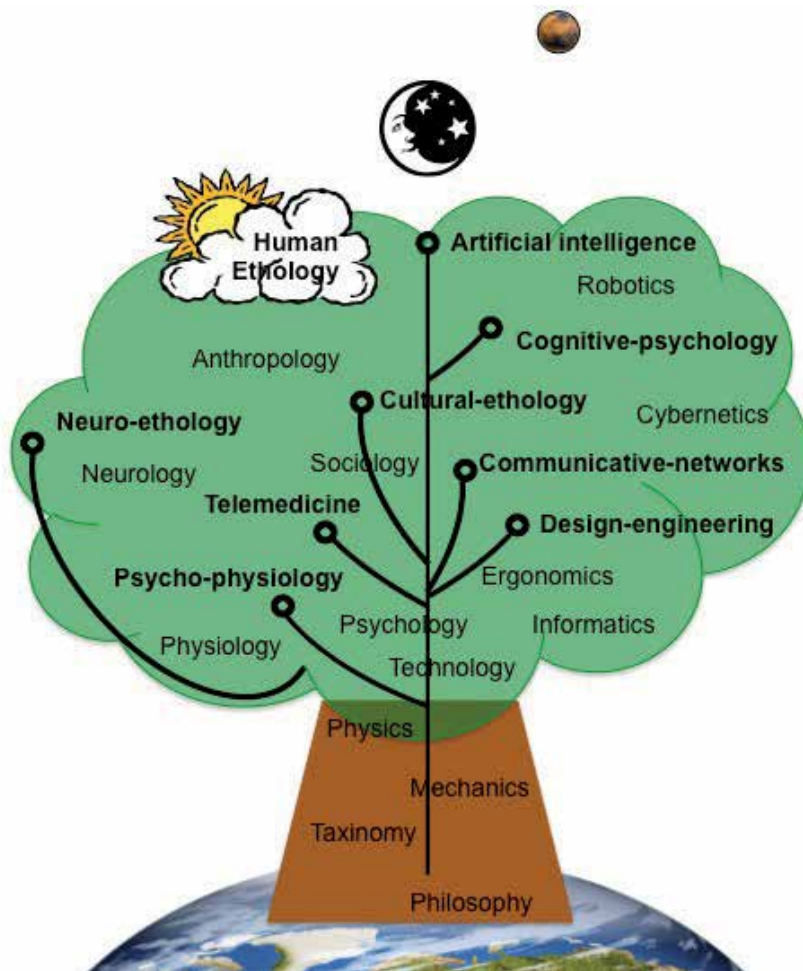 Human
Ethology
Artificial intelligence
Robotics
Cognitive-psychology
Anthropology
Cultural-ethology
Cybernetics
Neuro-ethology
Neurology
Sociology
Communicative-networks
Telemedicine
Design-engineering
Psycho-physiology
Ergonomics
Psychology
Informatics
Physiology
Technology
Physics
Mechanics
Taxinomy
Philosophy